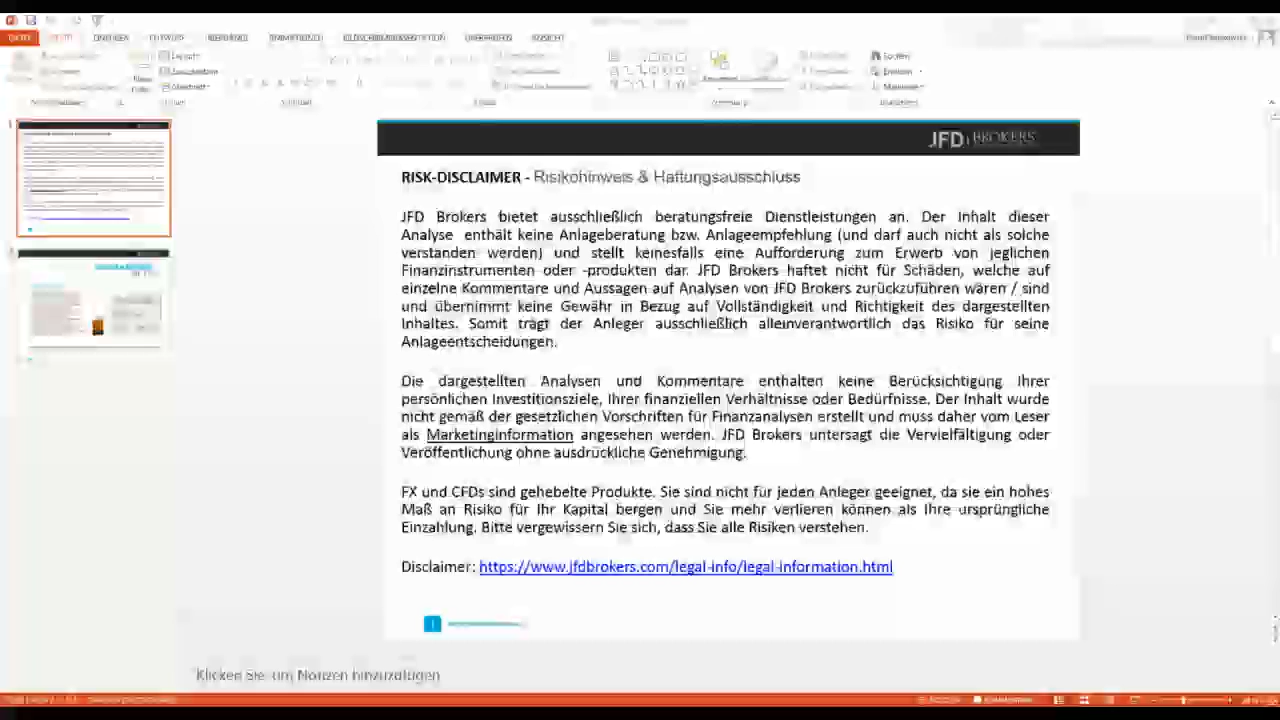 JFD BROKERS
RISK-DISCLAIMER - Risikohinweis & Haftungsausschluss
JFD Brokers bietet ausschließlich beratungsfreie Dienstleistungen an. Der Inhalt dieser
Analyse enthält keine Anlageberatung bzw. Anlageempfehlung (und darf auch nicht als solche
verstanden werden) und stellt keinesfalls eine Aufforderung zum Erwerb von jeglichen
Finanzinstrumenten oder -produkten dar. JFD Brokers haftet nicht für Schäden, welche auf
einzelne Kommentare und Aussagen auf Analysen von JFD Brokers zurückzuführen wären / sind
und übernimmt keine Gewähr in Bezug auf Vollständigkeit und Richtigkeit des dargestellten
Inhaltes. Somit trägt der Anleger ausschließlich alleinverantwortlich das Risiko für seine
Anlageentscheidungen.
Die dargestellten Analysen und Kommentare enthalten keine Berücksichtigung Ihrer
persönlichen Investitionsziele, Ihrer finanziellen Verhältnisse oder Bedürfnisse. Der Inhalt wurde
nicht gemäß der gesetzlichen Vorschriften für Finanzanalysen erstellt und muss daher vom Leser
als Marketinginformation angesehen werden. JFD Brokers untersagt die Vervielfältigung oder
Veröffentlichung ohne ausdrückliche Genehmigung.
FX und CFDs sind gehebelte Produkte. Sie sind nicht für jeden Anleger geeignet, da sie ein hohes
Maß an Risiko für Ihr Kapital bergen und Sie mehr verlieren können als Ihre ursprüngliche
Einzahlung. Bitte vergewissern Sie sich, dass Sie alle Risiken verstehen.
Disclaimer: https://www.jfdbrokers.com/legal-info/legal-information.html
1
Klicken Sie, um Notizen hinzuzufügen